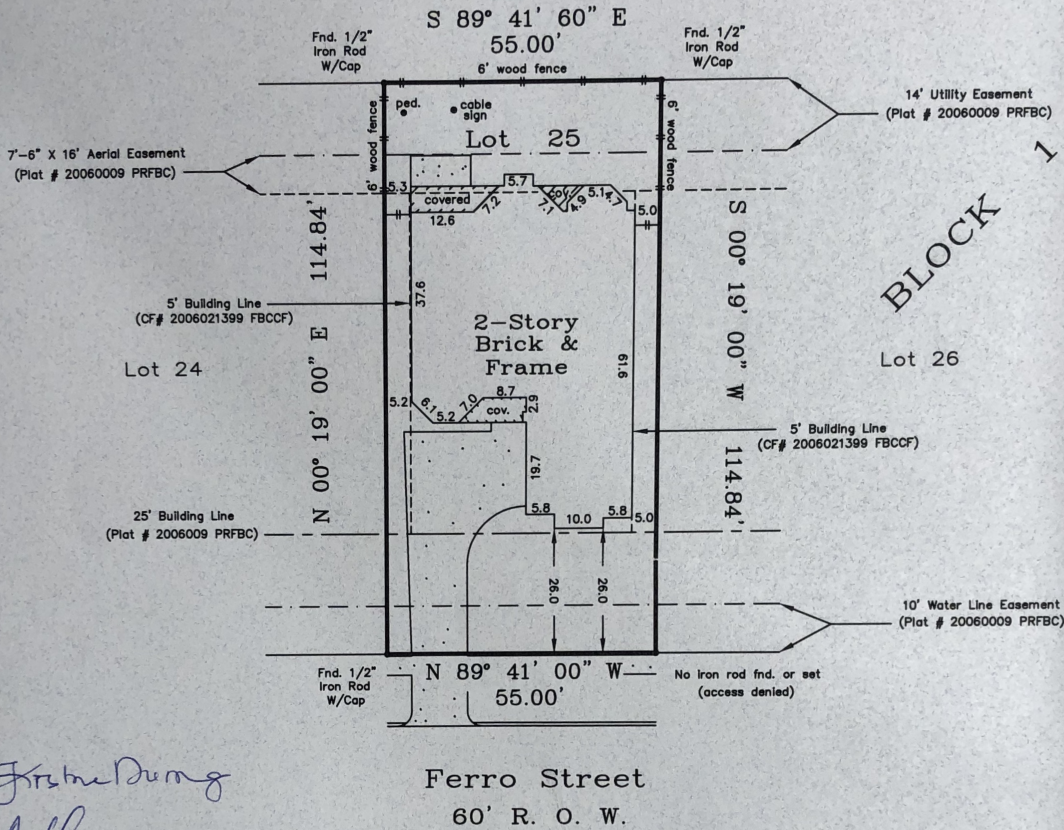 S 89° 41' 60" E
55.00'
Fnd. 1/2"
Iron Rod
W/Cap
6' wood fence
Fnd. 1/2"
Iron Rod
W/Cap
14' Utility Easement
(Plat # 20060009 PRFBC)
ped.
cable
sign
6' wood fence
6' wood fence
Lot 25
7'-6" X 16' Aerial Easement
(Plat # 20060009 PRFBC)
BLOCK 1
5.3
covered
12.6
7.2
5.7
7.1
cov.
4.9
5.1
4.7
5.0
N 00° 19' 00" E 114.84'
S 00° 19' 00" W 114.84'
37.6
5' Building Line
(CF# 2006021399 FBCCF)
2-Story
Brick &
Frame
61.6
Lot 24
Lot 26
5.2
6.1
5.2
7.0
8.7
cov.
2.9
5' Building Line
(CF# 2006021399 FBCCF)
19.7
25' Building Line
(Plat # 2006009 PRFBC)
5.8
10.0
5.8
5.0
26.0
26.0
10' Water Line Easement
(Plat # 20060009 PRFBC)
Fnd. 1/2"
Iron Rod
W/Cap
N 89° 41' 00" W
55.00'
No iron rod fnd. or set
(access denied)
Ferro Street
60' R. O. W.